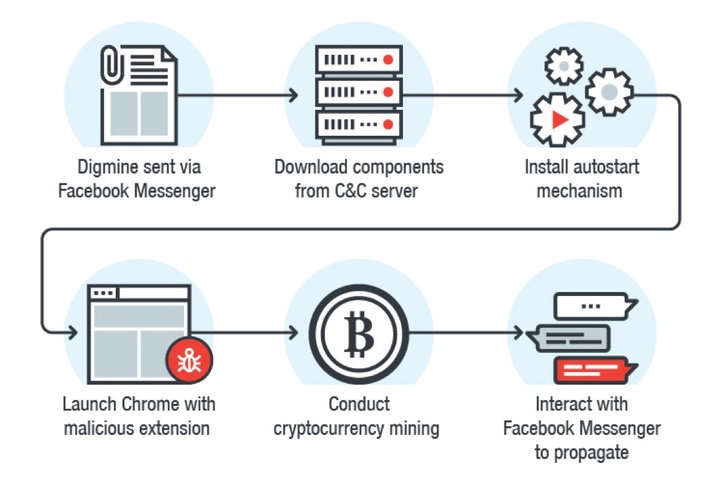 Digmine sent via
Facebook Messenger
Download components
from C&C server
Install autostart
mechanism
Launch Chrome with
malicious extension
Conduct
cryptocurrency mining
Interact with
Facebook Messenger
to propagate